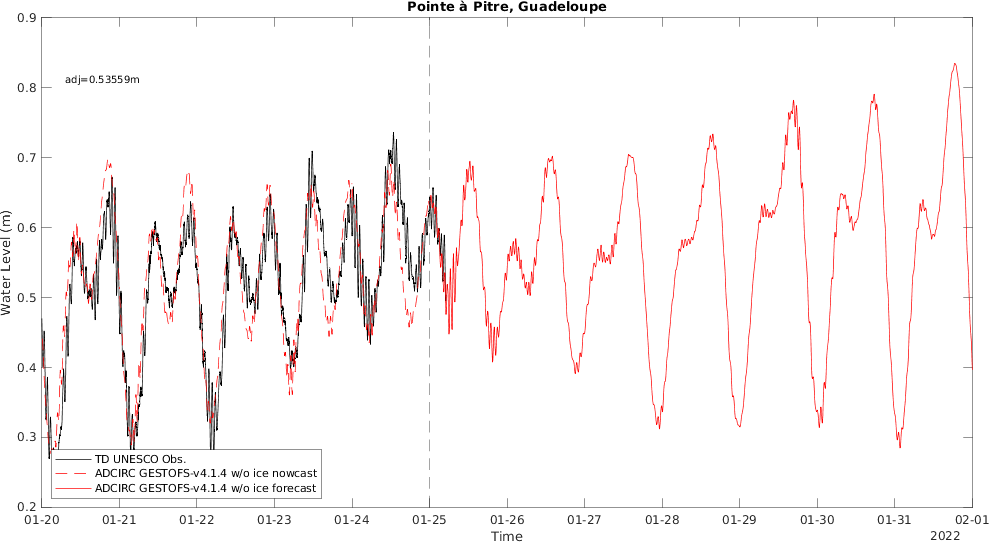 Pointe à Pitre, Guadeloupe
0.9
0.8
0.7
0.6
0.5
0.4
0.3
0.2
Water Level (m)
adj=0.53559m
TD UNESCO Obs.
ADCIRC GESTOFS-v4.1.4 w/o ice nowcast
ADCIRC GESTOFS-v4.1.4 w/o ice forecast
01-20 01-21 01-22 01-23 01-24 01-25 01-26 01-27 01-28 01-29 01-30 01-31 02-01
Time
2022